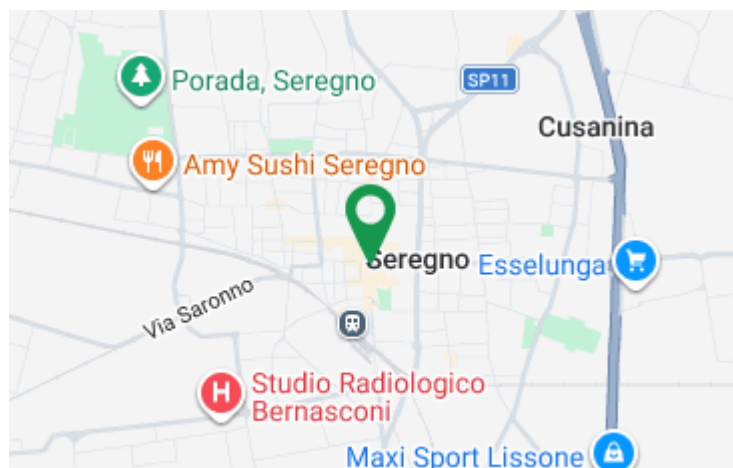 SP11
Porada, Seregno
Cusanina
Amy Sushi Seregno
Seregno
Esselunga
Via Saronno
H
Studio Radiologico
Bernasconi
Maxi Sport Lissone